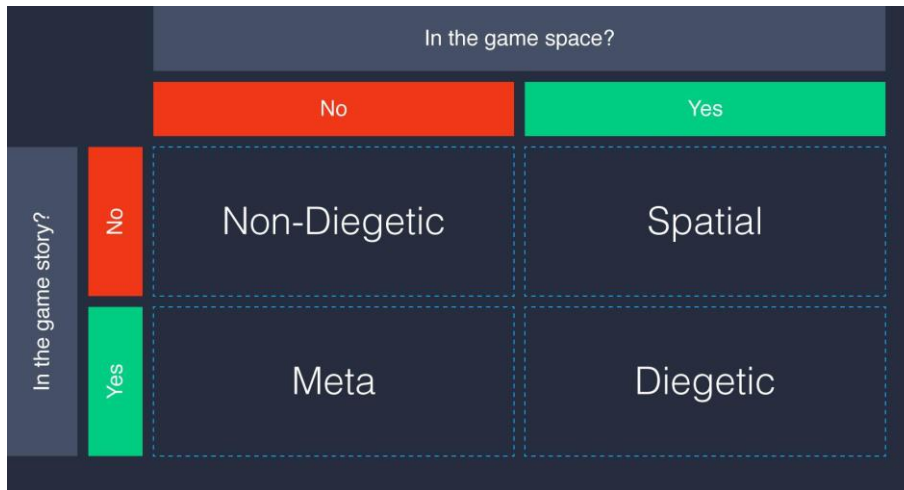 In the game space?
No
Yes
In the game story?
No
Non-Diegetic
Spatial
Yes
Meta
Diegetic